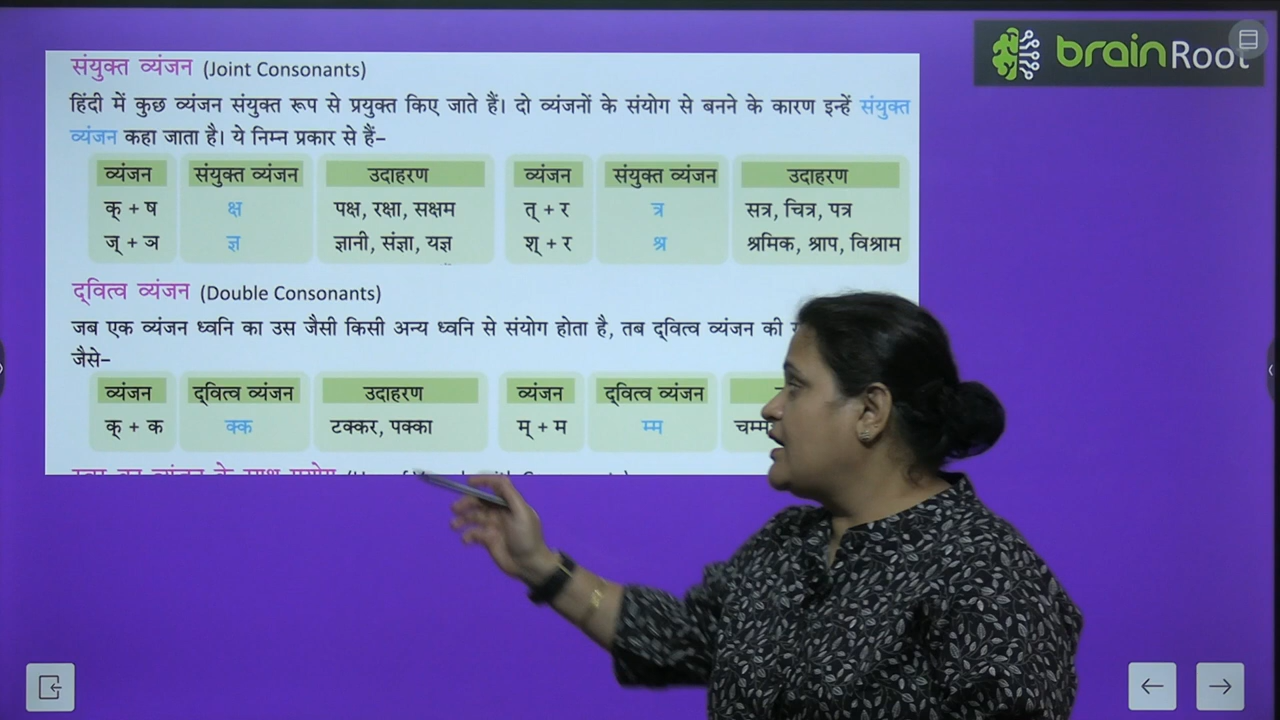 brainRoot
संयुक्त व्यंजन (Joint Consonants)
हिंदी में कुछ व्यंजन संयुक्त रूप से प्रयुक्त किए जाते हैं। दो व्यंजनों के संयोग से बनने के कारण इन्हें संयुक्त
व्यंजन कहा जाता है। ये निम्न प्रकार से हैं–
व्यंजन संयुक्त व्यंजन उदाहरण व्यंजन संयुक्त व्यंजन उदाहरण
क् + ष क्ष पक्ष, रक्षा, सक्षम त् + र त्र सत्र, चित्र, पत्र
ज् + ञ ज्ञ ज्ञानी, संज्ञा, यज्ञ श् + र श्र श्रमिक, श्राप, विश्राम
द्‌वित्व व्यंजन (Double Consonants)
जब एक व्यंजन ध्वनि का उस जैसी किसी अन्य ध्वनि से संयोग होता है, तब द्‌वित्व व्यंजन की
जैसे–
व्यंजन द्‌वित्व व्यंजन उदाहरण व्यंजन द्‌वित्व व्यंजन
क् + क क्क टक्कर, पक्का म् + म म्म